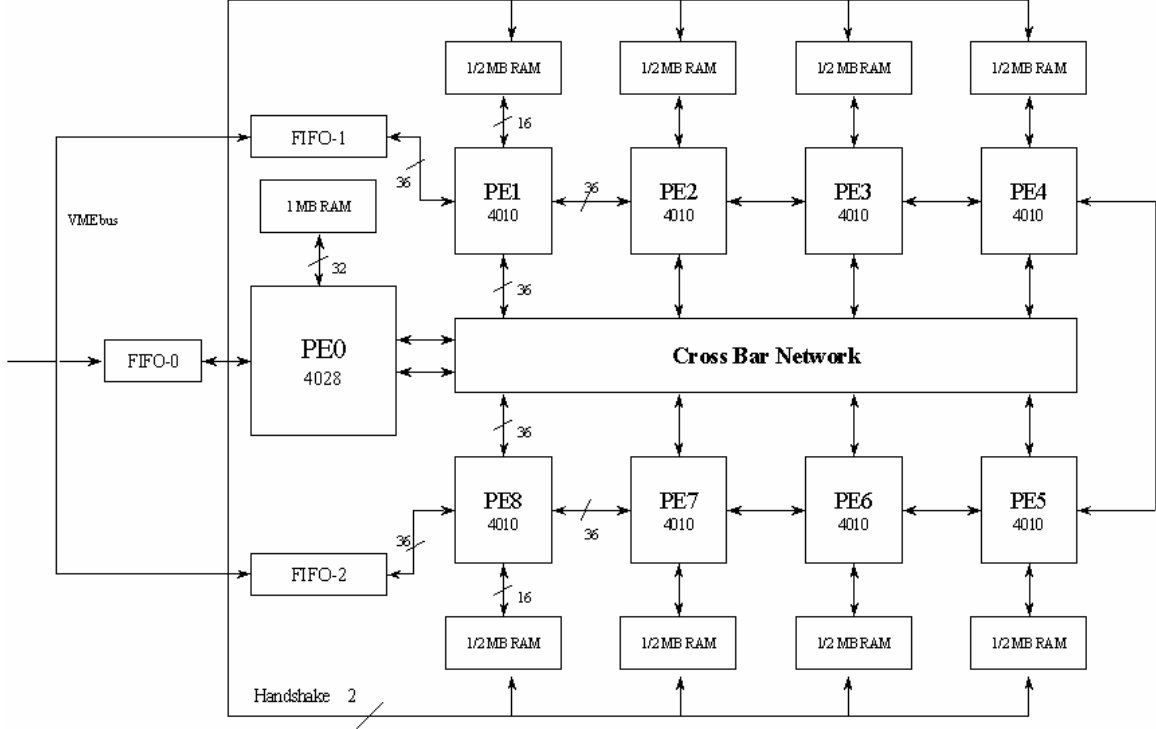 1/2 MB RAM
1/2 MB RAM
1/2 MB RAM
1/2 MB RAM
16
FIFO-1
36
PE1
4010
36
PE2
4010
PE3
4010
PE4
4010
1 MB RAM
VMEbus
32
36
PE0
4028
Cross Bar Network
FIFO-0
36
PE8
4010
36
PE7
4010
PE6
4010
PE5
4010
36
FIFO-2
16
1/2 MB RAM
1/2 MB RAM
1/2 MB RAM
1/2 MB RAM
Handshake 2